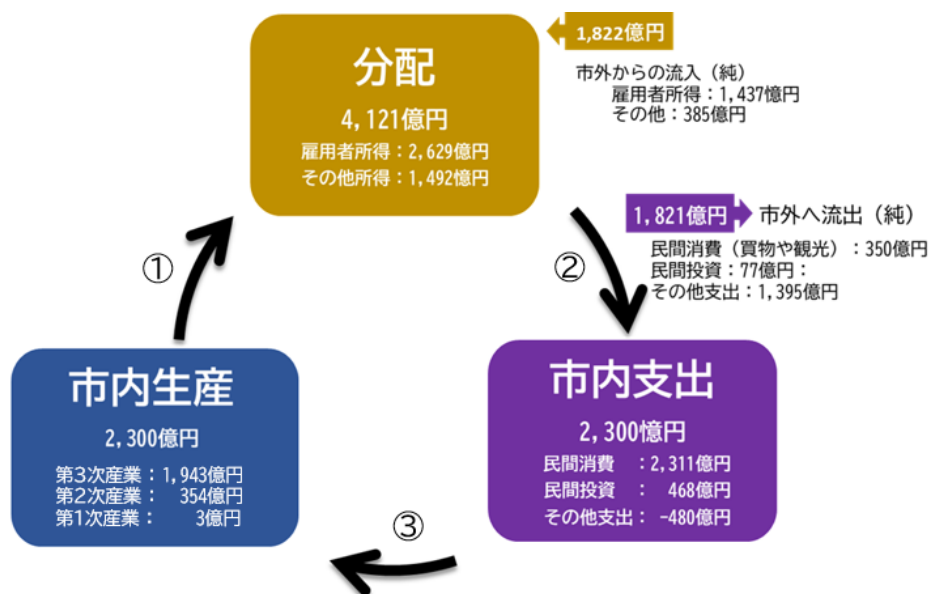 分配
4,121億円
雇用者所得：2,629億円
その他所得：1,492億円
1,822億円
市外からの流入（純）
雇用者所得：1,437億円
その他：385億円
1,821億円
市外へ流出（純）
民間消費（買物や観光）：350億円
民間投資：77億円：
その他支出：1,395億円
①
②
市内生産
2,300億円
第3次産業：1,943億円
第2次産業：　354億円
第1次産業：　3億円
市内支出
2,300億円
民間消費　：2,311億円
民間投資　：　468億円
その他支出：　-480億円
③